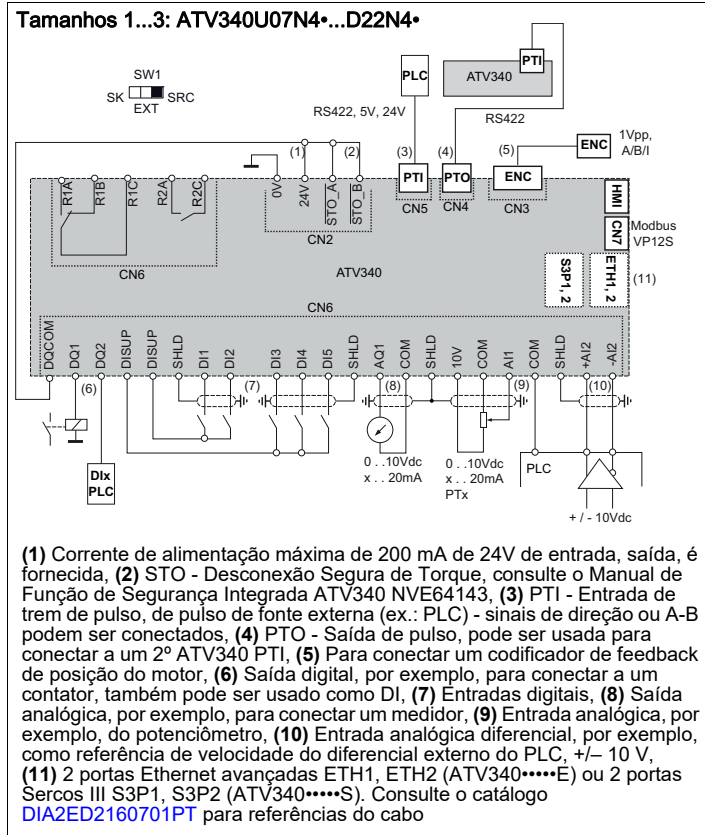 Tamanhos 1...3: ATV340U07N4•...D22N4•
SW1
SK SRC
EXT
PLC
PTI
ATV340
RS422, 5V, 24V
RS422
1Vpp,
A/B/I
ENC
(1) (2) (3) (4) (5)
R1A R1B R1C R2A R2C
0V 24V STO_A STO_B
PTI PTO ENC
CN5 CN4 CN3
CN2
HMI
CN7
Modbus
VP12S
CN6
ATV340
S3P1, 2
ETH1, 2
(11)
CN6
DQCOM DQ1 DQ2 DISUP DISUP SHLD DI1 DI2 DI3 DI4 DI5 SHLD AQ1 COM SHLD 10V COM AI1 COM SHLD +AI2 -AI2
(6) (7) (8) (9) (10)
DIx
PLC
0 . .10Vdc
x . . 20mA
0 . .10Vdc
x . . 20mA
PTx
PLC
+ / - 10Vdc
(1) Corrente de alimentação máxima de 200 mA de 24V de entrada, saída, é
fornecida, (2) STO - Desconexão Segura de Torque, consulte o Manual de
Função de Segurança Integrada ATV340 NVE64143, (3) PTI - Entrada de
trem de pulso, de pulso de fonte externa (ex.: PLC) - sinais de direção ou A-B
podem ser conectados, (4) PTO - Saída de pulso, pode ser usada para
conectar a um 2º ATV340 PTI, (5) Para conectar um codificador de feedback
de posição do motor, (6) Saída digital, por exemplo, para conectar a um
contator, também pode ser usado como DI, (7) Entradas digitais, (8) Saída
analógica, por exemplo, para conectar um medidor, (9) Entrada analógica, por
exemplo, do potenciômetro, (10) Entrada analógica diferencial, por exemplo,
como referência de velocidade do diferencial externo do PLC, +/– 10 V,
(11) 2 portas Ethernet avançadas ETH1, ETH2 (ATV340•••••E) ou 2 portas
Sercos III S3P1, S3P2 (ATV340•••••S). Consulte o catálogo
DIA2ED2160701PT para referências do cabo